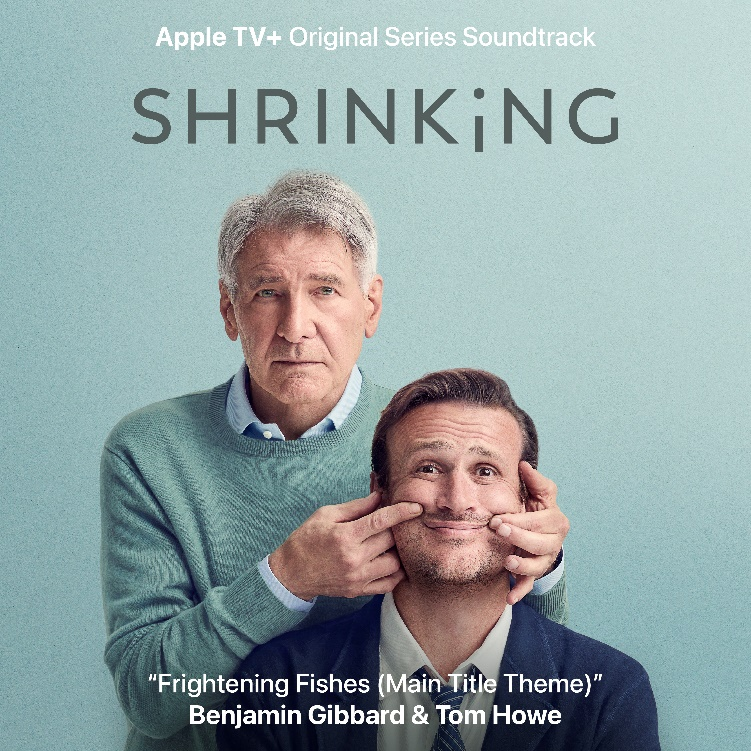 Apple TV+ Original Series Soundtrack
SHRINKiNG
“Frightening Fishes (Main Title Theme)”
Benjamin Gibbard & Tom Howe